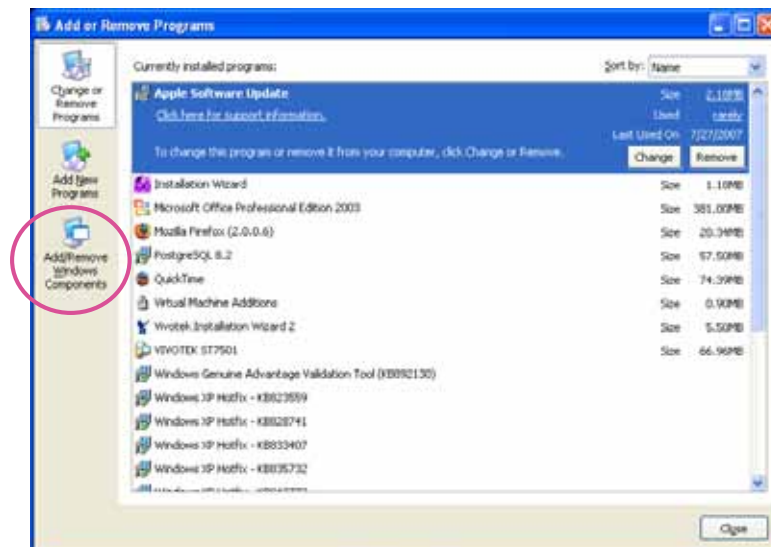 Add or Remove Programs
Change or
Remove
Programs
Add New
Programs
Add/Remove
Windows
Components
Currently installed programs:
Sort by: Name
Apple Software Update
Size 2.18MB
Click here for support information.
Used rarely
Last Used On 7/27/2007
To change this program or remove it from your computer, click Change or Remove.
Change Remove
Installation Wizard Size 1.10MB
Microsoft Office Professional Edition 2003 Size 381.00MB
Mozilla Firefox (2.0.0.6) Size 20.34MB
PostgreSQL 8.2 Size 57.50MB
QuickTime Size 74.39MB
Virtual Machine Additions Size 0.90MB
Vivotek Installation Wizard 2 Size 5.50MB
VIVOTEK ST7501 Size 66.96MB
Windows Genuine Advantage Validation Tool (KB892130)
Windows XP Hotfix - KB823559
Windows XP Hotfix - KB828741
Windows XP Hotfix - KB833407
Windows XP Hotfix - KB835732
Close